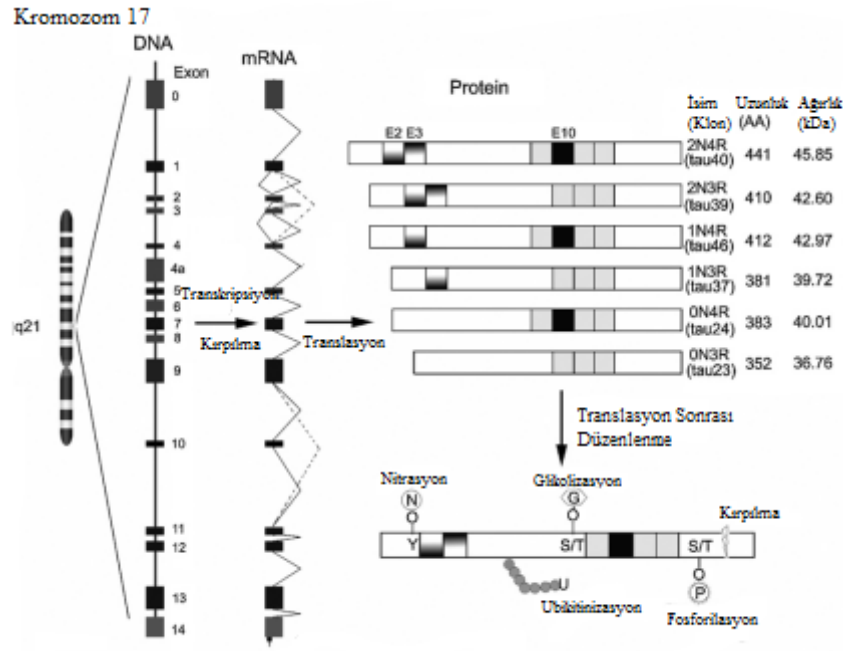 Kromozom 17
DNA
Exon
0
1
2
3
4
4a
5
6
7
8
9
10
11
12
13
14
q21
mRNA
Transkripsiyon
Kırpılma
Translasyon
Protein
İsim Uzunluk Ağırlık
(Klon) (AA) (kDa)
E2 E3 E10
2N4R
(tau40) 441 45.85
2N3R
(tau39) 410 42.60
1N4R
(tau46) 412 42.97
1N3R
(tau37) 381 39.72
0N4R
(tau24) 383 40.01
0N3R
(tau23) 352 36.76
Translasyon Sonrası
Düzenlenme
Nitrasyon
N
Glikolizasyon
G
Kırpılma
Y
S/T
S/T
U
Ubikitinizasyon
P
Fosforilasyon